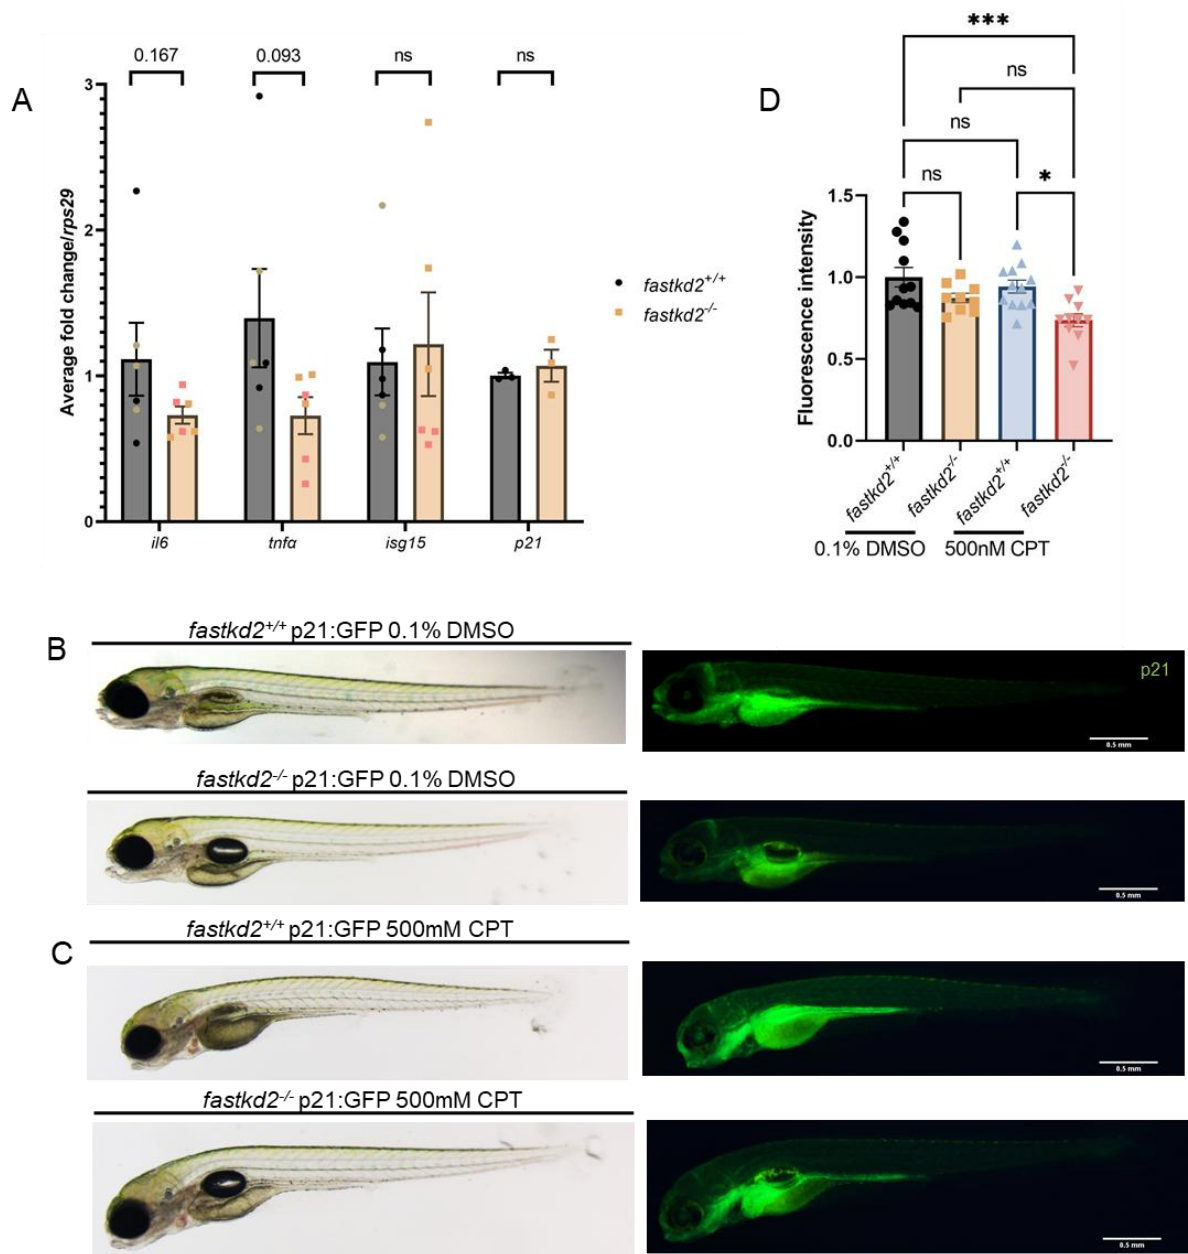 A
0.167
0.093
ns
ns
3
2
1
0
Average fold change/rps29
il6
tnfα
isg15
p21
fastkd2+/+
fastkd2-/-
D
***
ns
ns
ns
*
1.5
1.0
0.5
0.0
Fluorescence intensity
fastkd2+/+
fastkd2-/-
fastkd2+/+
fastkd2-/-
0.1% DMSO
500nM CPT
B
fastkd2+/+ p21:GFP 0.1% DMSO
p21
0.5 mm
fastkd2-/- p21:GFP 0.1% DMSO
0.5 mm
C
fastkd2+/+ p21:GFP 500mM CPT
0.5 mm
fastkd2-/- p21:GFP 500mM CPT
0.5 mm